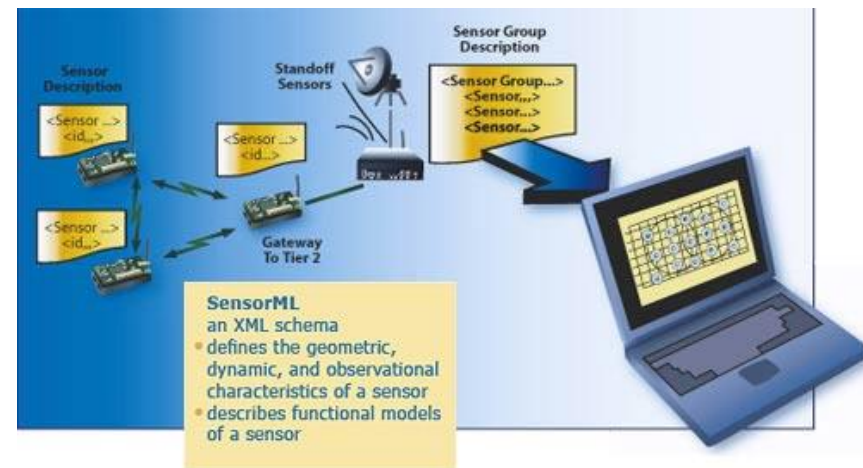 Sensor
Description
<Sensor ...>
<id,,,>
<Sensor ...>
<id,,,>
<Sensor ...>
<id...>
Gateway
To Tier 2
Standoff
Sensors
Sensor Group
Description
<Sensor Group...>
<Sensor,,,>
<Sensor...>
<Sensor...>
SensorML
an XML schema
• defines the geometric,
dynamic, and observational
characteristics of a sensor
• describes functional models
of a sensor